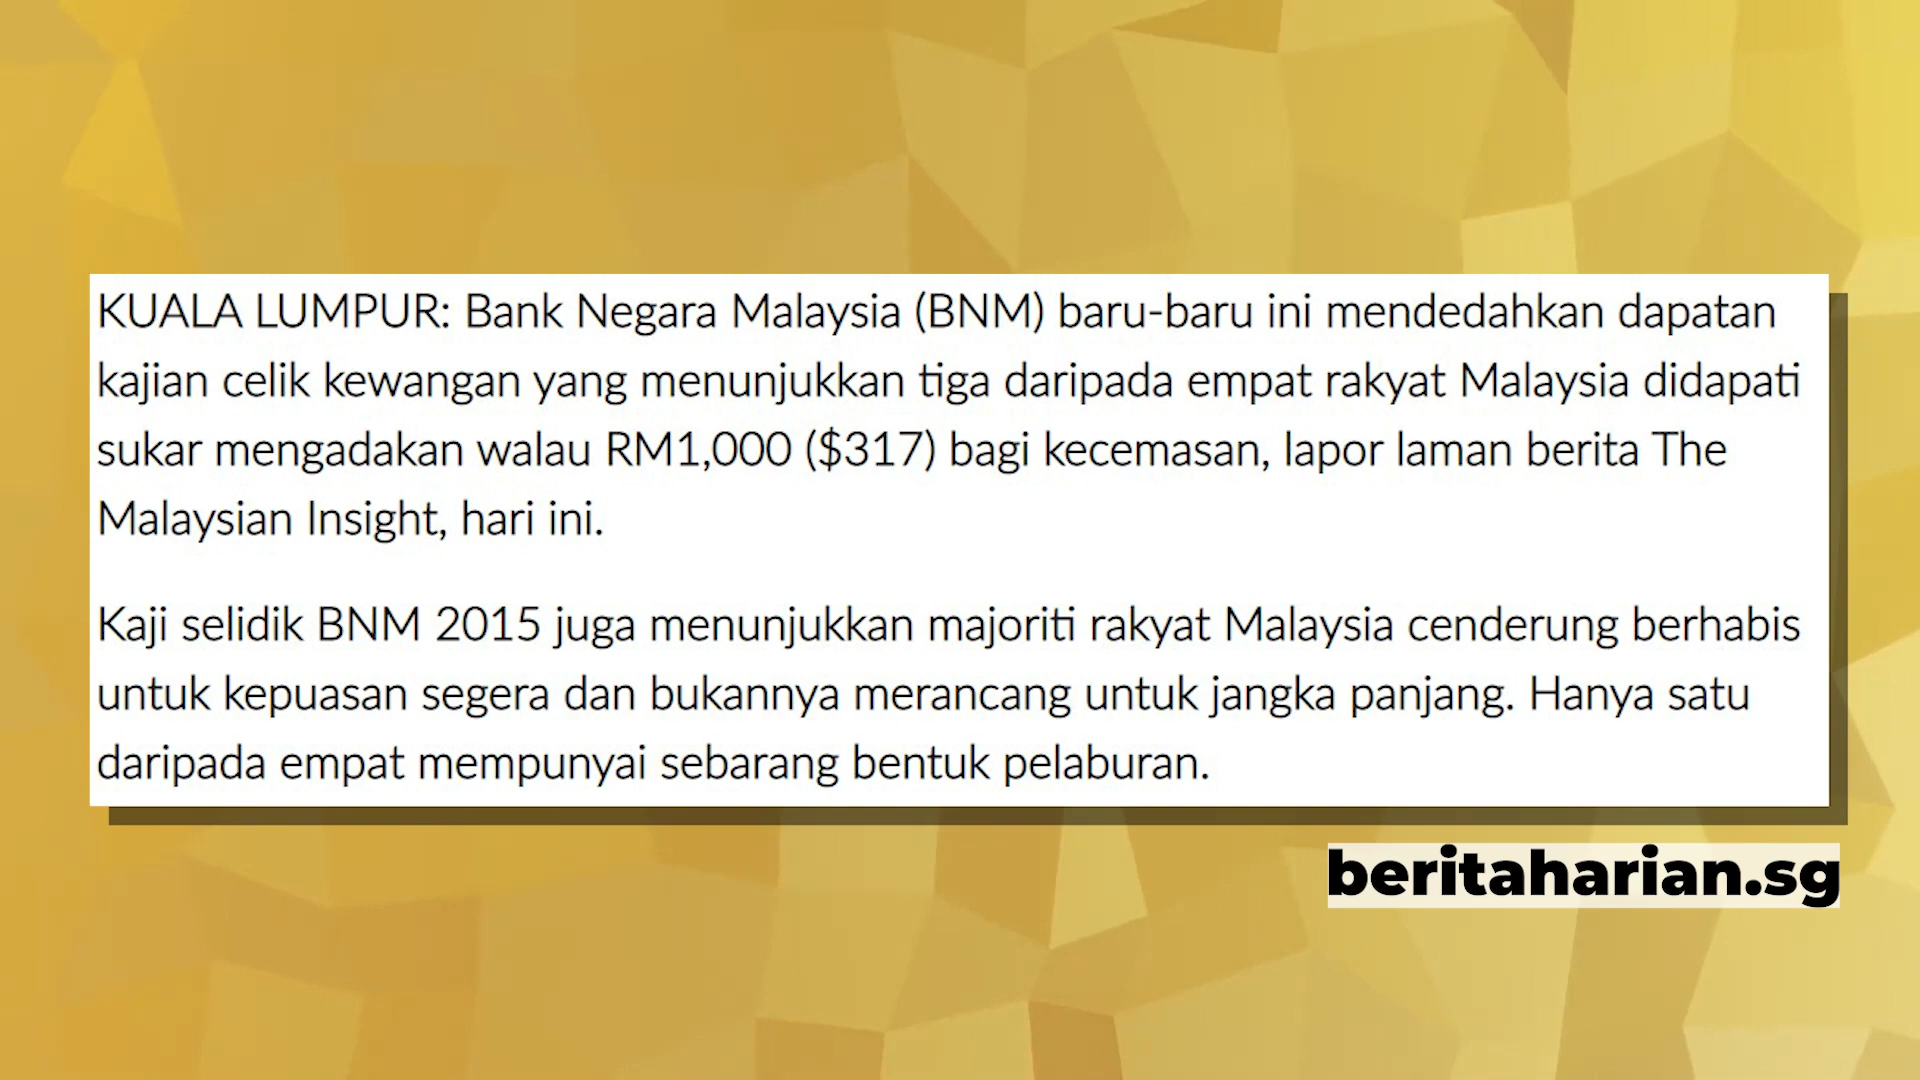 KUALA LUMPUR: Bank Negara Malaysia (BNM) baru-baru ini mendedahkan dapatan
kajian celik kewangan yang menunjukkan tiga daripada empat rakyat Malaysia didapati
sukar mengadakan walau RM1,000 ($317) bagi kecemasan, lapor laman berita The
Malaysian Insight, hari ini.
Kaji selidik BNM 2015 juga menunjukkan majoriti rakyat Malaysia cenderung berhabis
untuk kepuasan segera dan bukannya merancang untuk jangka panjang. Hanya satu
daripada empat mempunyai sebarang bentuk pelaburan.
beritaharian.sg